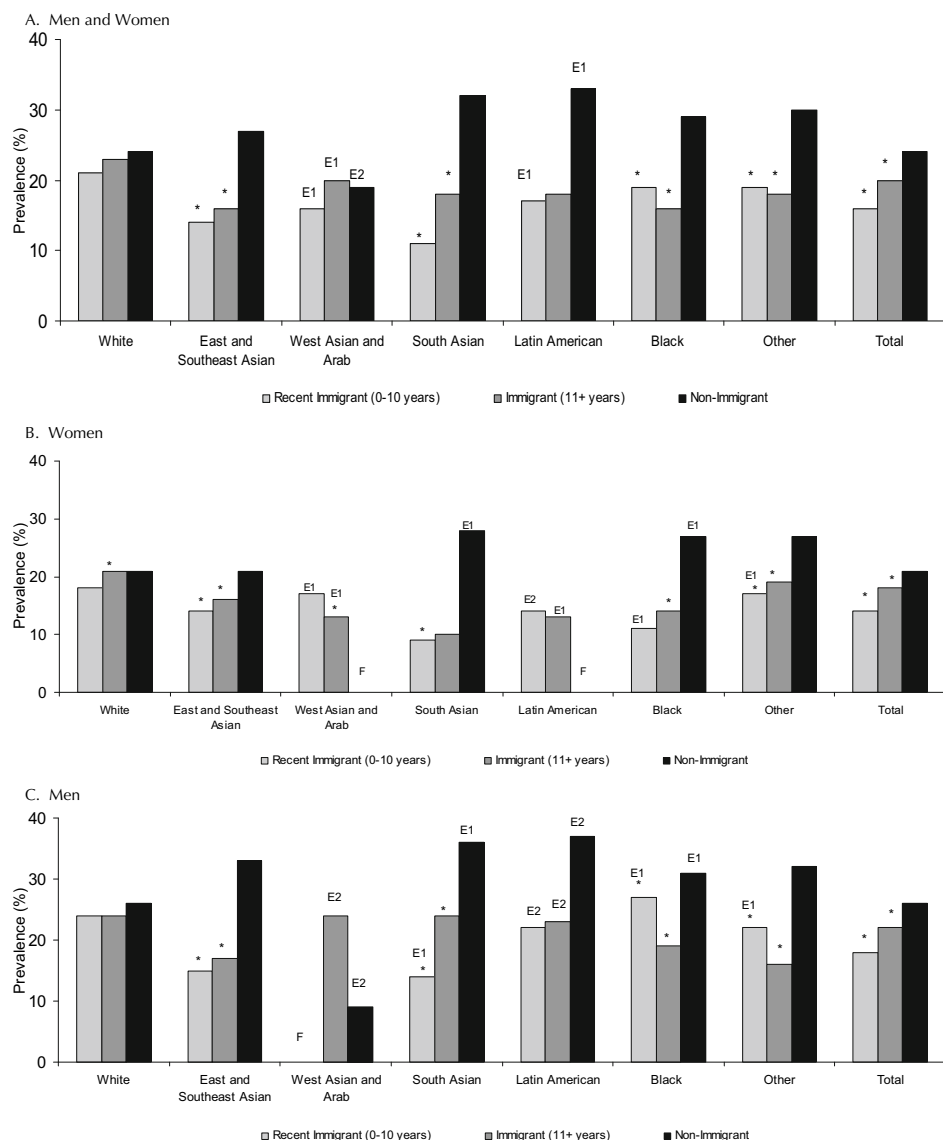 A. Men and Women
40
30
20
10
0
Prevalence (%)
* * E1 E1 E2 * * E1 E1 * * * * * *
White East and Southeast Asian West Asian and Arab South Asian Latin American Black Other Total
Recent Immigrant (0-10 years) Immigrant (11+ years) Non-Immigrant
B. Women
40
30
20
10
0
Prevalence (%)
* * * E1 E1 * F * E1 E2 E1 F E1 * E1 E1 * * * *
White East and Southeast Asian West Asian and Arab South Asian Latin American Black Other Total
Recent Immigrant (0-10 years) Immigrant (11+ years) Non-Immigrant
C. Men
40
30
20
10
0
Prevalence (%)
* * F E2 E2 E1 * * E1 E2 E2 E2 E1 * * E1 E1 * * * *
White East and Southeast Asian West Asian and Arab South Asian Latin American Black Other Total
Recent Immigrant (0-10 years) Immigrant (11+ years) Non-Immigrant